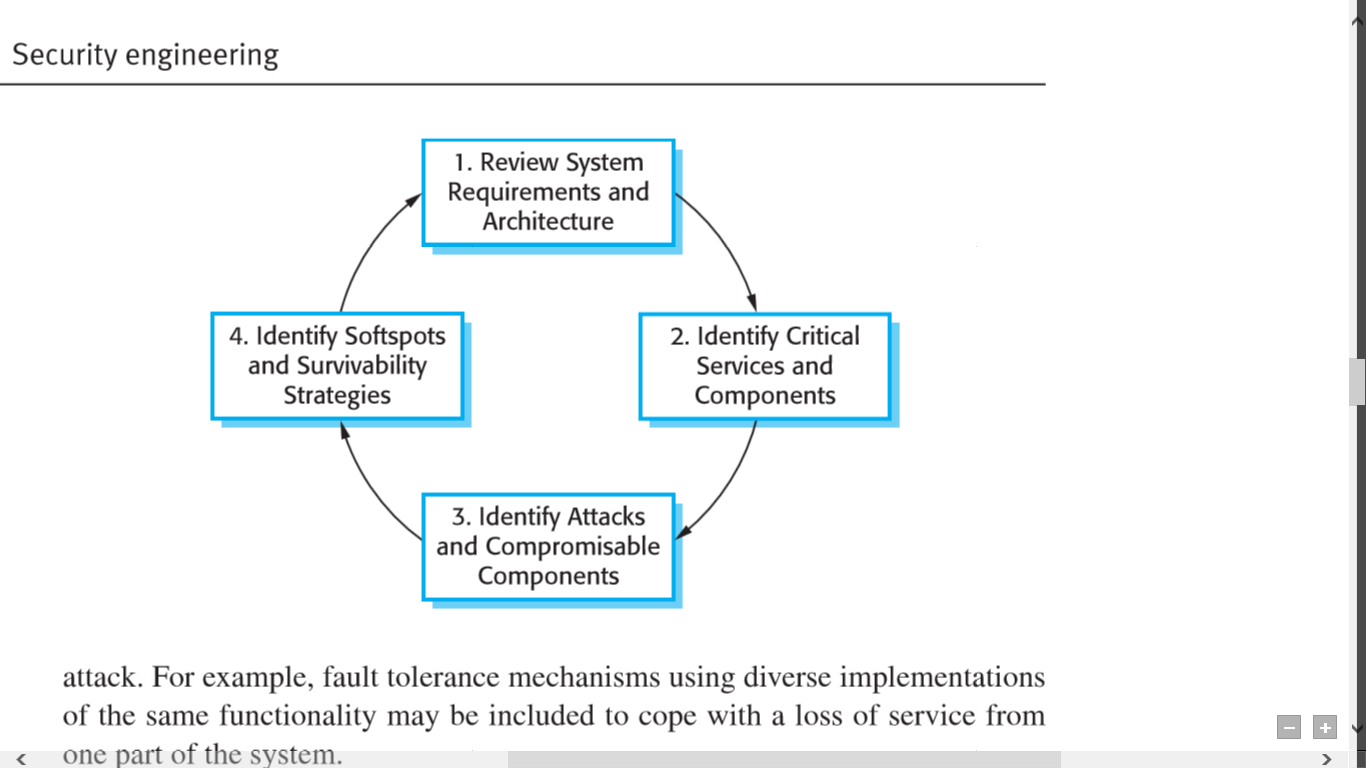 Security engineering
1. Review System
Requirements and
Architecture
4. Identify Softspots
and Survivability
Strategies
2. Identify Critical
Services and
Components
3. Identify Attacks
and Compromisable
Components
attack. For example, fault tolerance mechanisms using diverse implementations
of the same functionality may be included to cope with a loss of service from
one part of the system.